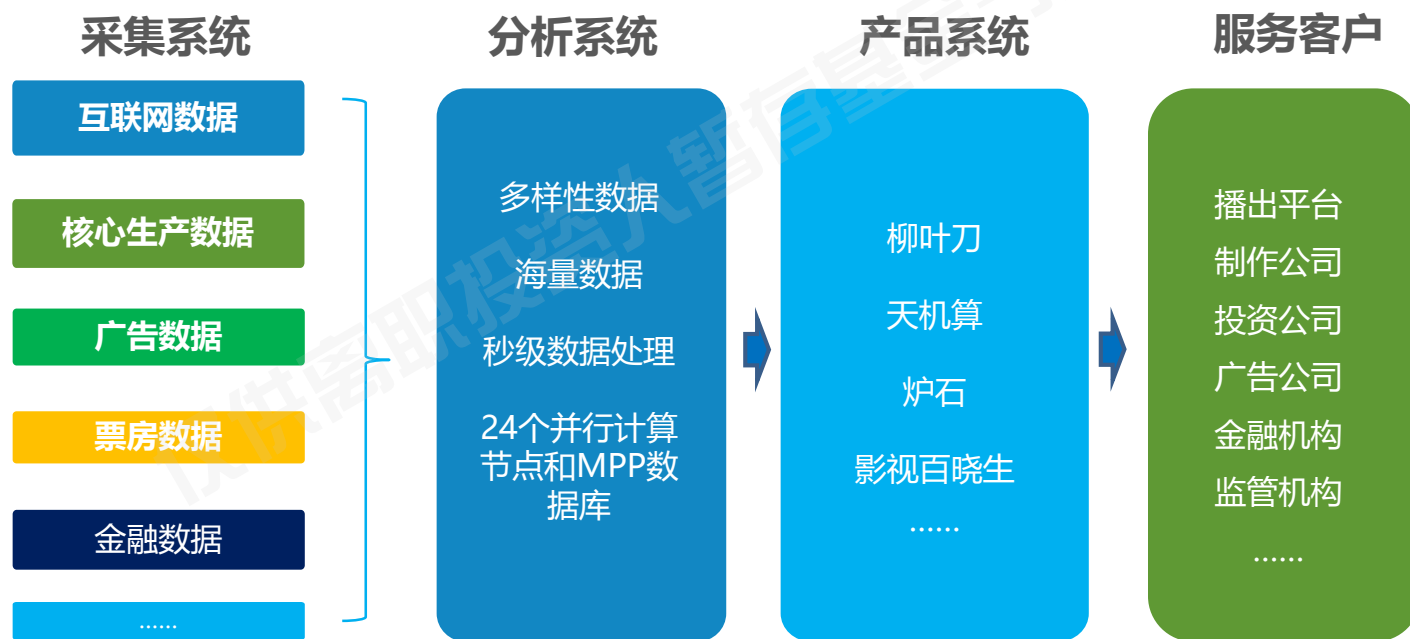 采集系统
分析系统
产品系统
服务客户
互联网数据
核心生产数据
广告数据
票房数据
金融数据
......
多样性数据
海量数据
秒级数据处理
24个并行计算
节点和MPP数
据库
柳叶刀
天机算
炉石
影视百晓生
......
播出平台
制作公司
投资公司
广告公司
金融机构
监管机构
......